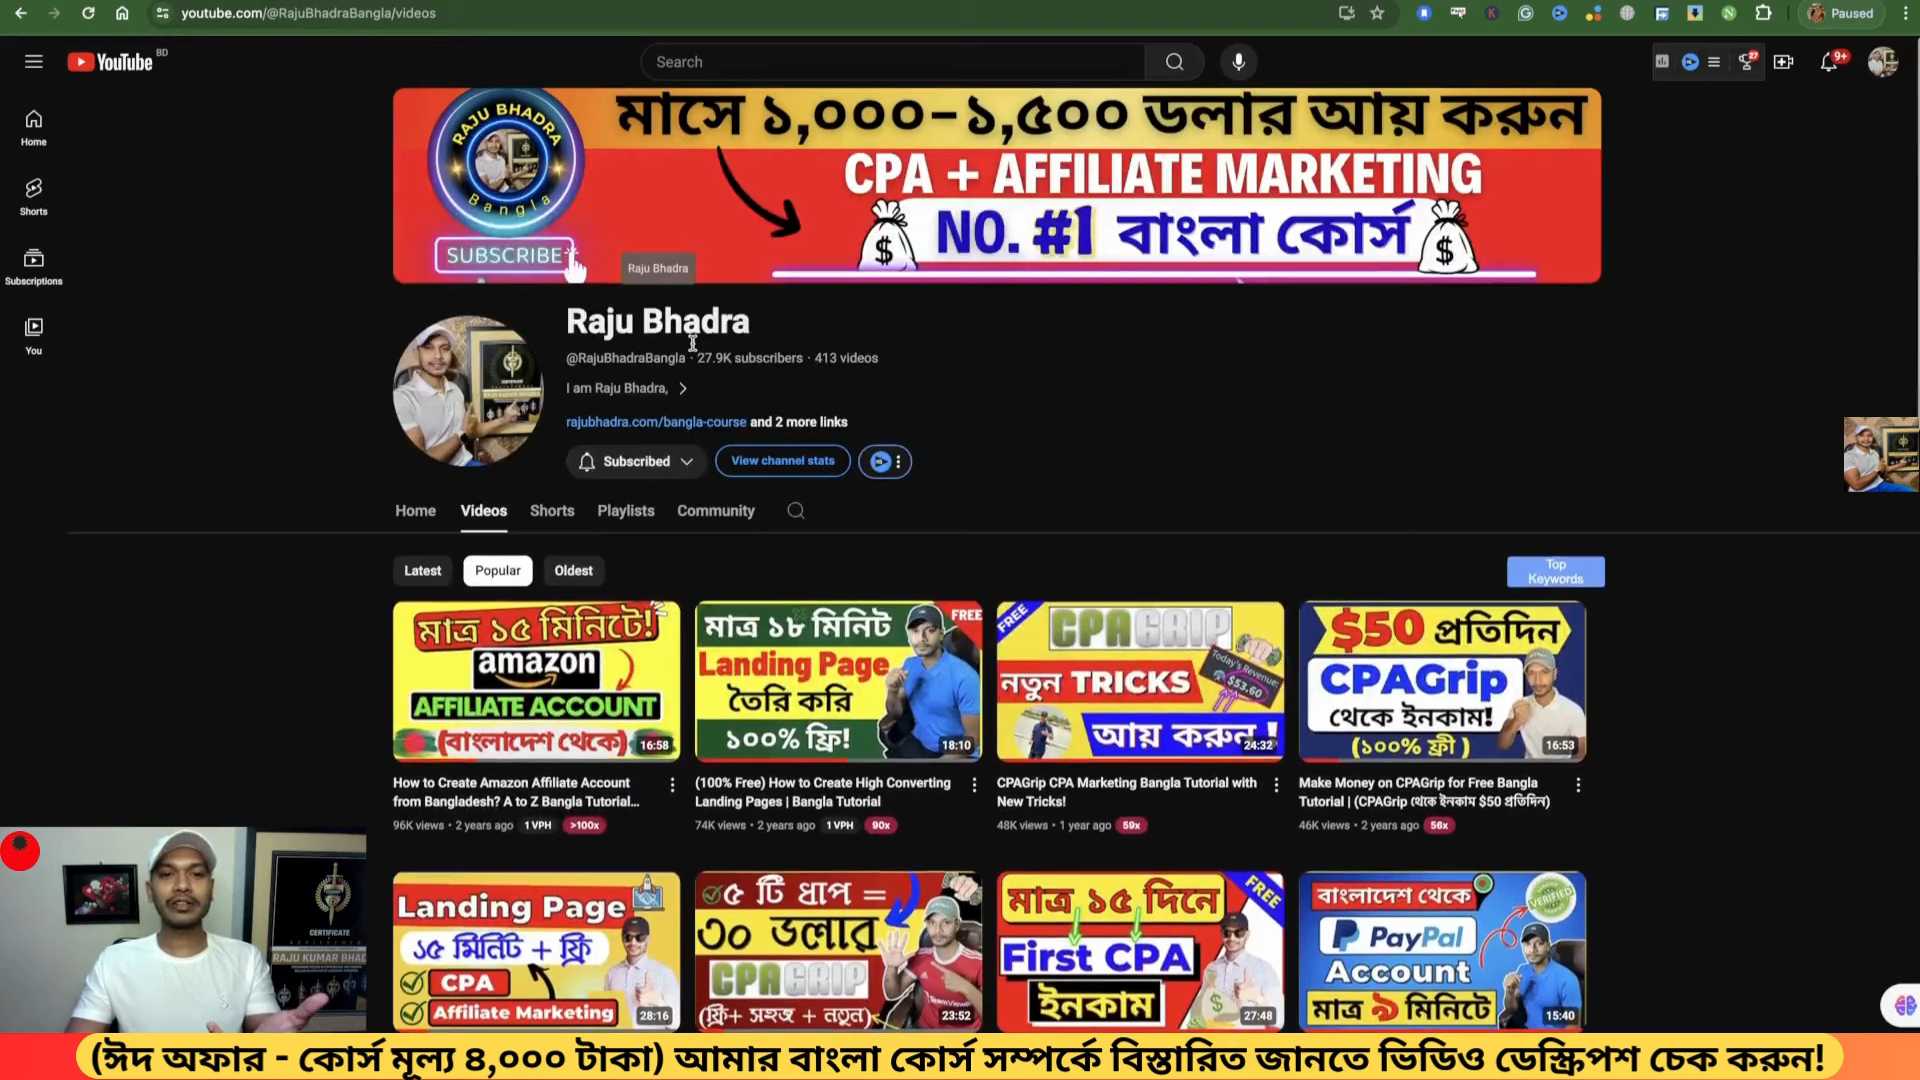 youtube.com/@RajuBhadraBangla/videos
Paused
YouTube BD
Search
27
9+
Home
Shorts
Subscriptions
You
RAJU BHADRA
Bangla
SUBSCRIBE
মাসে ১,০০০-১,৫০০ ডলার আয় করুন
CPA + AFFILIATE MARKETING
NO. #1 বাংলা কোর্স
$
$
Raju Bhadra
Raju Bhadra
@RajuBhadraBangla · 27.9K subscribers · 413 videos
I am Raju Bhadra,
rajubhadra.com/bangla-course and 2 more links
Subscribed
View channel stats
Home Videos Shorts Playlists Community
Latest Popular Oldest
Top
Keywords
মাত্র ১৫ মিনিটে!
amazon
AFFILIATE ACCOUNT
(বাংলাদেশ থেকে)
16:58
How to Create Amazon Affiliate Account
from Bangladesh? A to Z Bangla Tutorial...
96K views · 2 years ago 1 VPH >100x
মাত্র ১৮ মিনিট
FREE
Landing Page
তৈরি করি
১০০% ফ্রি!
18:10
(100% Free) How to Create High Converting
Landing Pages | Bangla Tutorial
74K views · 2 years ago 1 VPH 90x
FREE
CPAGRIP
নতুন TRICKS
Today's Revenue:
$53.60
আয় করুন !
24:32
CPAGrip CPA Marketing Bangla Tutorial with
New Tricks!
48K views · 1 year ago 59x
$50 প্রতিদিন
CPAGrip
থেকে ইনকাম!
(১০০% ফ্রী )
16:53
Make Money on CPAGrip for Free Bangla
Tutorial | (CPAGrip থেকে ইনকাম $50 প্রতিদিন)
46K views · 2 years ago 56x
Landing Page
১৫ মিনিট + ফ্রি
CPA
Affiliate Marketing
28:16
৫ টি ধাপ =
৩০ ডলার
CPAGRIP
(ফ্রি+ সহজ + নতুন)
23:52
মাত্র ১৫ দিনে
FREE
First CPA
ইনকাম
27:48
বাংলাদেশ থেকে
VERIFIED
PayPal
Account
মাত্র ৯ মিনিটে
15:40
CERTIFICATE
RAJU KUMAR BHAD
(ঈদ অফার - কোর্স মূল্য ৪,০০০ টাকা) আমার বাংলা কোর্স সম্পর্কে বিস্তারিত জানতে ভিডিও ডেস্ক্রিপশ চেক করুন!